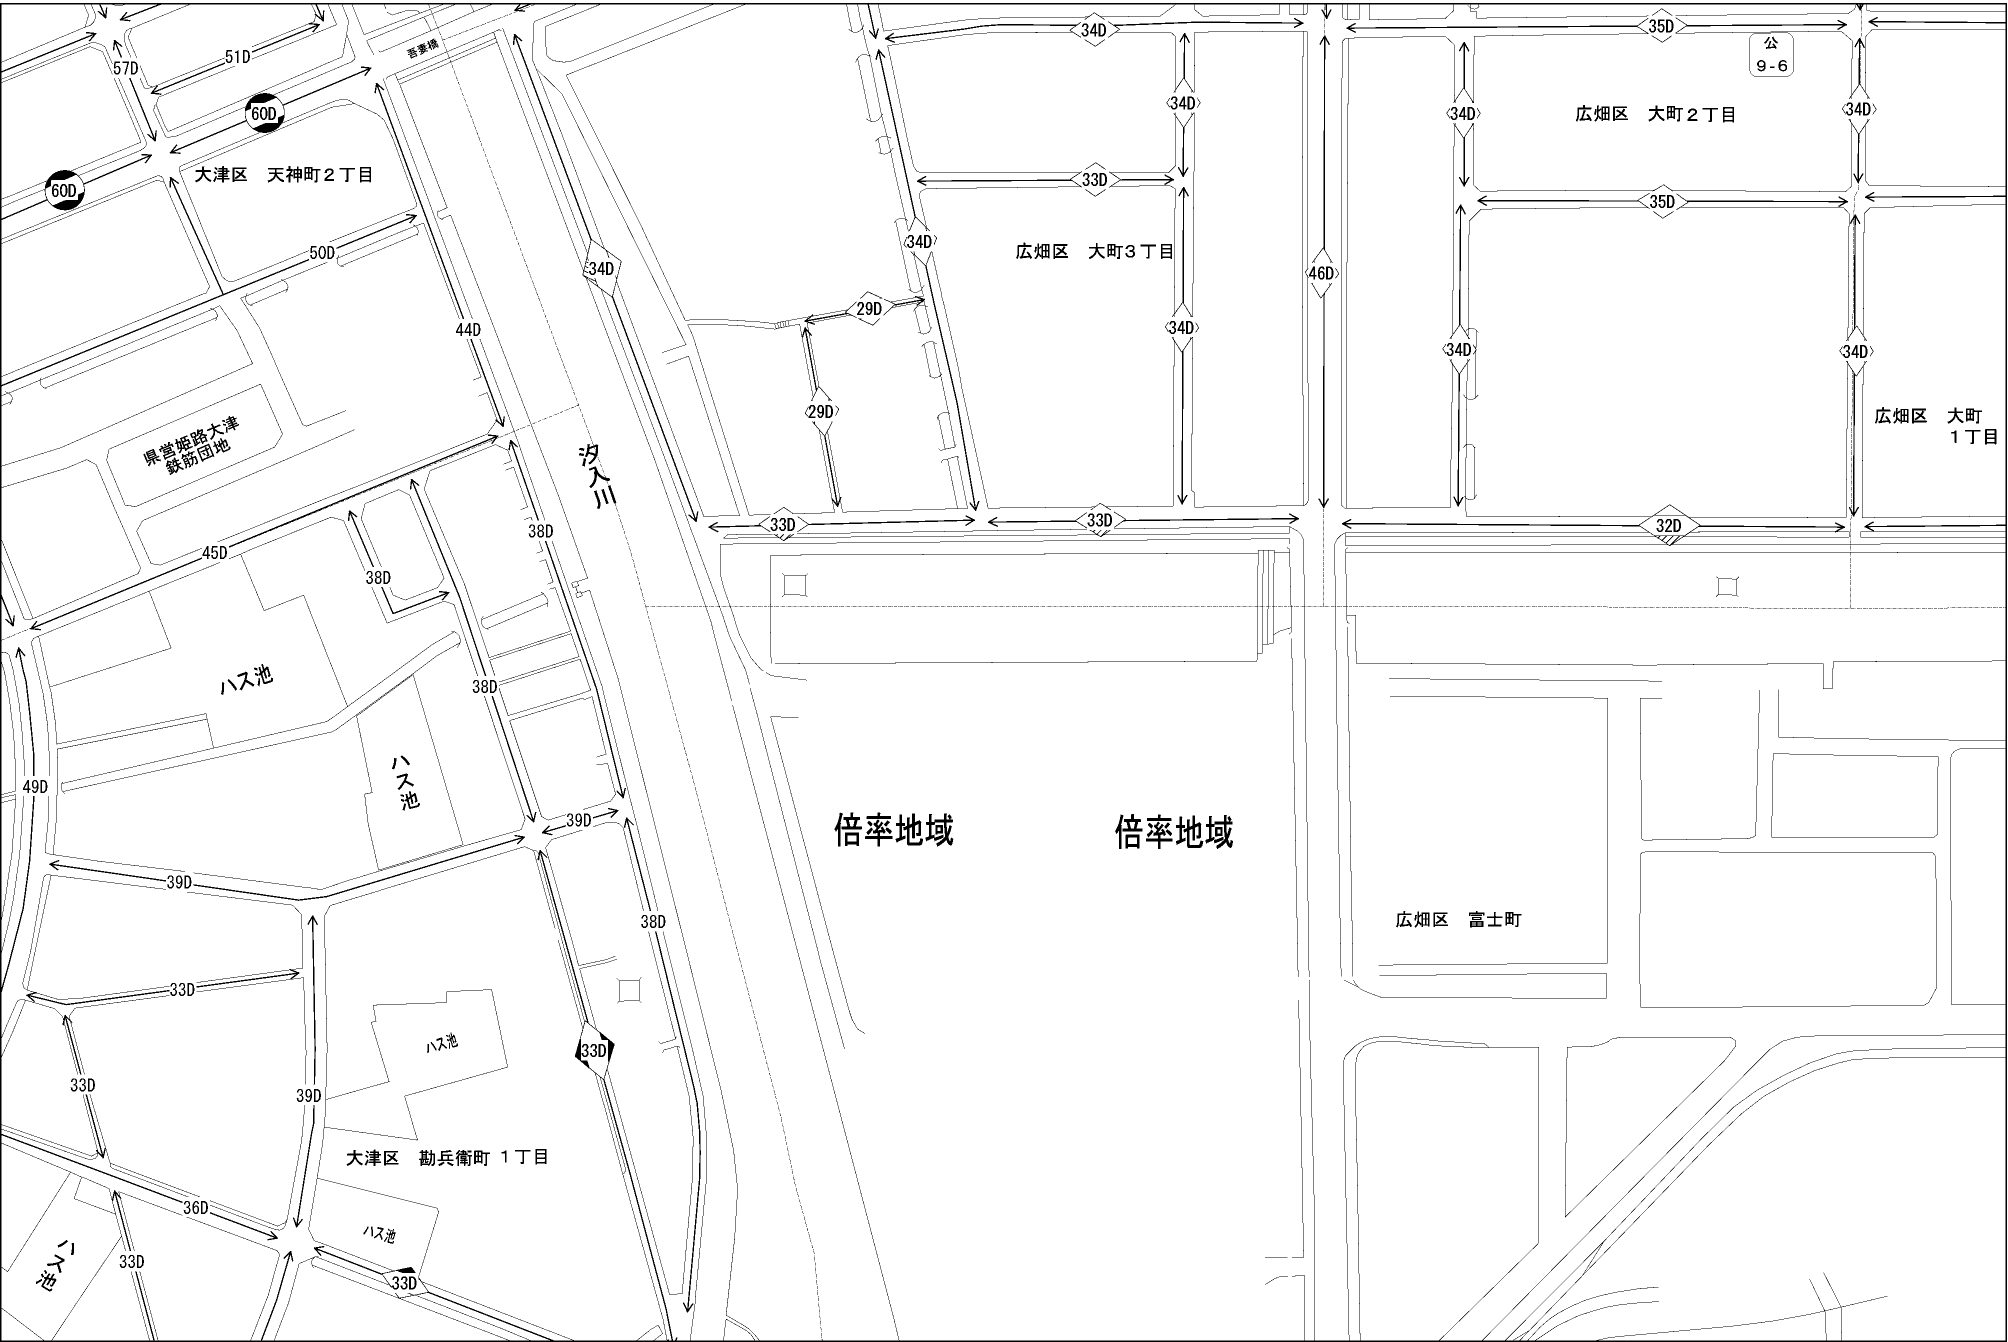 吾妻橋
34D
35D
公
9-6
57D
51D
60D
34D
34D
34D
広畑区 大町2丁目
60D
大津区 天神町2丁目
33D
35D
50D
34D
広畑区 大町3丁目
34D
46D
44D
29D
34D
34D
34D
29D
広畑区 大町
1丁目
県営姫路大津
鉄筋団地
汐入川
33D
33D
32D
38D
45D
38D
ハス池
38D
49D
ハス池
39D
倍率地域
倍率地域
39D
38D
広畑区 富士町
33D
ハス池
33D
33D
39D
大津区 勘兵衛町 1丁目
36D
ハス池
33D
ハス池
33D